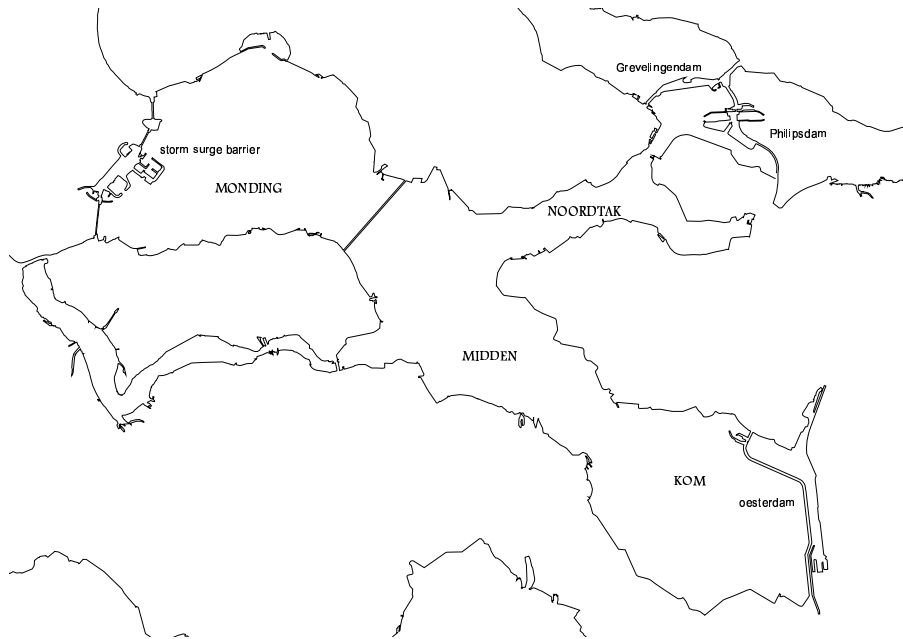 Grevelingendam
Philipsdam
storm surge barrier
MONDING
NOORDTAK
MIDDEN
KOM
oesterdam